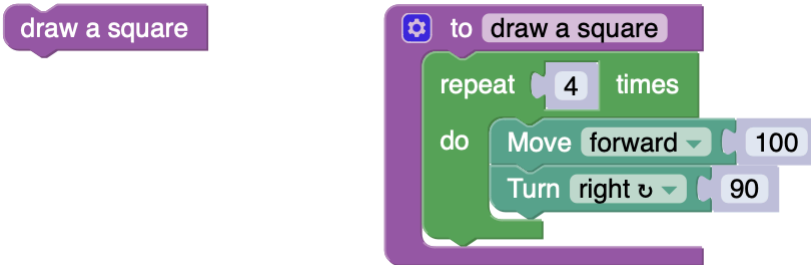 draw a square
to draw a square
repeat 4 times
do Move forward 100
Turn right ↻ 90